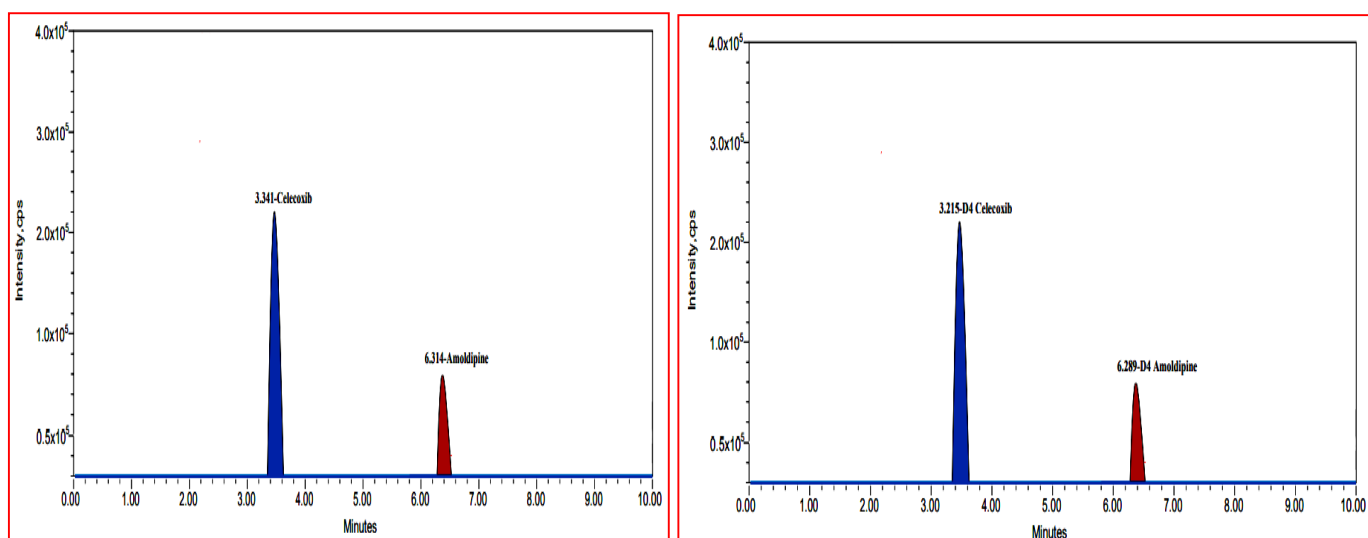 4.0x10⁵
3.0x10⁵
2.0x10⁵
1.0x10⁵
0.5x10⁵
Intensity,cps
3.341-Celecoxib
6.314-Amoldipine
0.00 1.00 2.00 3.00 4.00 5.00 6.00 7.00 8.00 9.00 10.00
Minutes
4.0x10⁵
3.0x10⁵
2.0x10⁵
1.0x10⁵
0.5x10⁵
Intensity,cps
3.215-D4 Celecoxib
6.289-D4 Amoldipine
0.00 1.00 2.00 3.00 4.00 5.00 6.00 7.00 8.00 9.00 10.00
Minutes